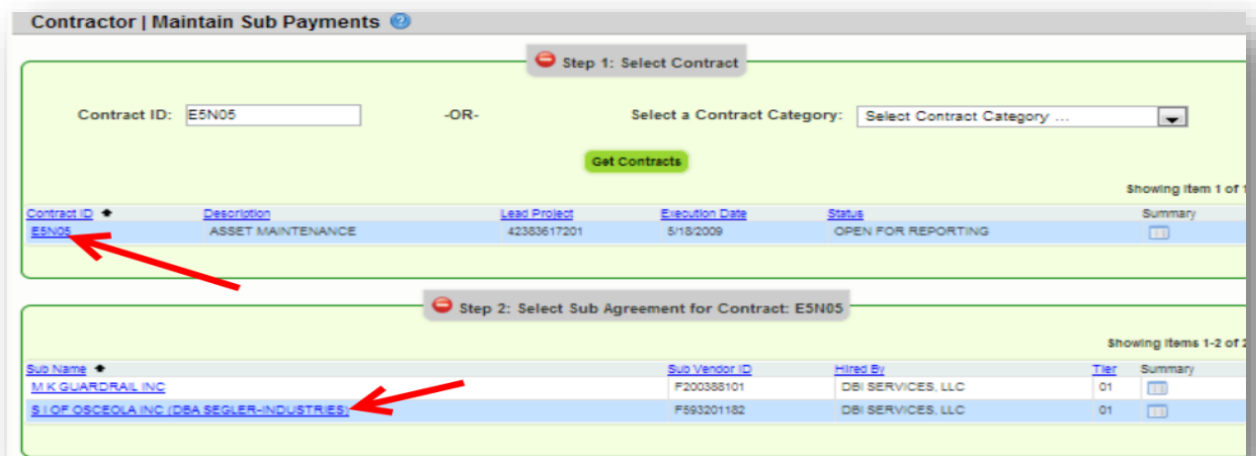 Contractor | Maintain Sub Payments
Step 1: Select Contract
Contract ID: E5N05 -OR- Select a Contract Category: Select Contract Category ...
Get Contracts
Showing Item 1 of 1
Contract ID Description Lead Project Execution Date Status Summary
E5N05 ASSET MAINTENANCE 42383617201 5/18/2009 OPEN FOR REPORTING
Step 2: Select Sub Agreement for Contract: E5N05
Showing Items 1-2 of 2
Sub Name Sub Vendor ID Hired By Tier Summary
M K GUARDRAIL INC F200388101 DBI SERVICES, LLC 01
S I OF OSCEOLA INC (DBA SEGLER-INDUSTRIES) F593201182 DBI SERVICES, LLC 01